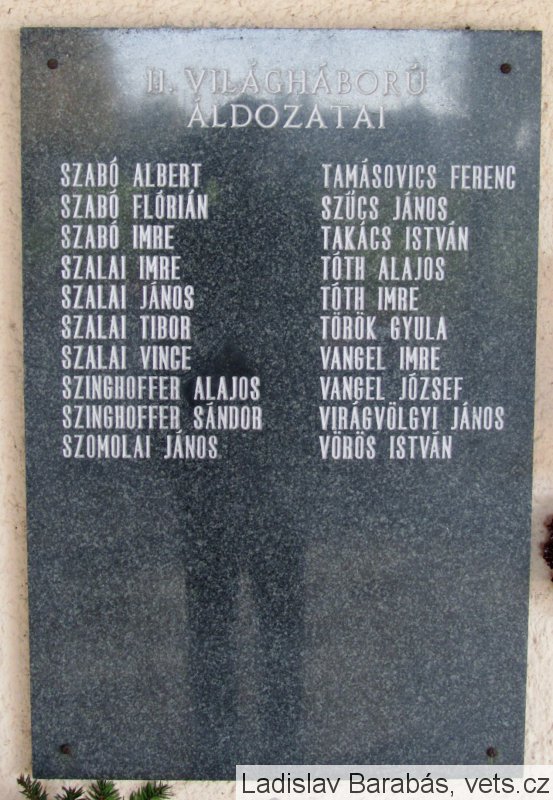 II. VILÁGHÁBORÚ
ÁLDOZATAI
SZABÓ ALBERT
SZABÓ FLÓRIÁN
SZABÓ IMRE
SZALAI IMRE
SZALAI JÁNOS
SZALAI TIBOR
SZALAI VINCE
SZINGHOFFER ALAJOS
SZINGHOFFER SÁNDOR
SZOMOLAI JÁNOS
TAMÁSOVICS FERENC
SZŰCS JÁNOS
TAKÁCS ISTVÁN
TÓTH ALAJOS
TÓTH IMRE
TÖRÖK GYULA
VANGEL IMRE
VANGEL JÓZSEF
VIRÁGVÖLGYI JÁNOS
VÖRÖS ISTVÁN
Ladislav Barabás, vets.cz